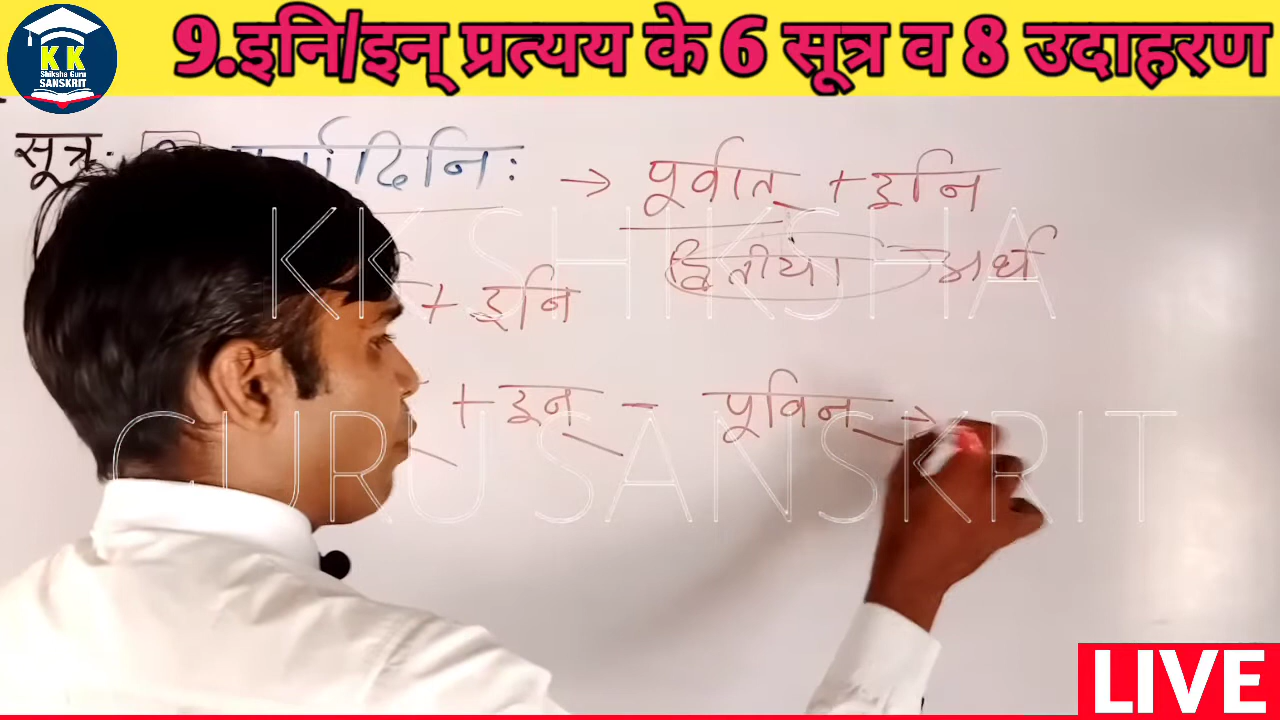 9.इनि/इन् प्रत्यय के 6 सूत्र व 8 उदाहरण
KK
Shiksha Guru
SANSKRIT
सूत्र- दिनिः → पूर्वात् + इनि
द्वितीया अर्थ
+ इनि
+ इन् - पूर्विन् →
KK SHIKSHA
GURU SANSKRIT
LIVE